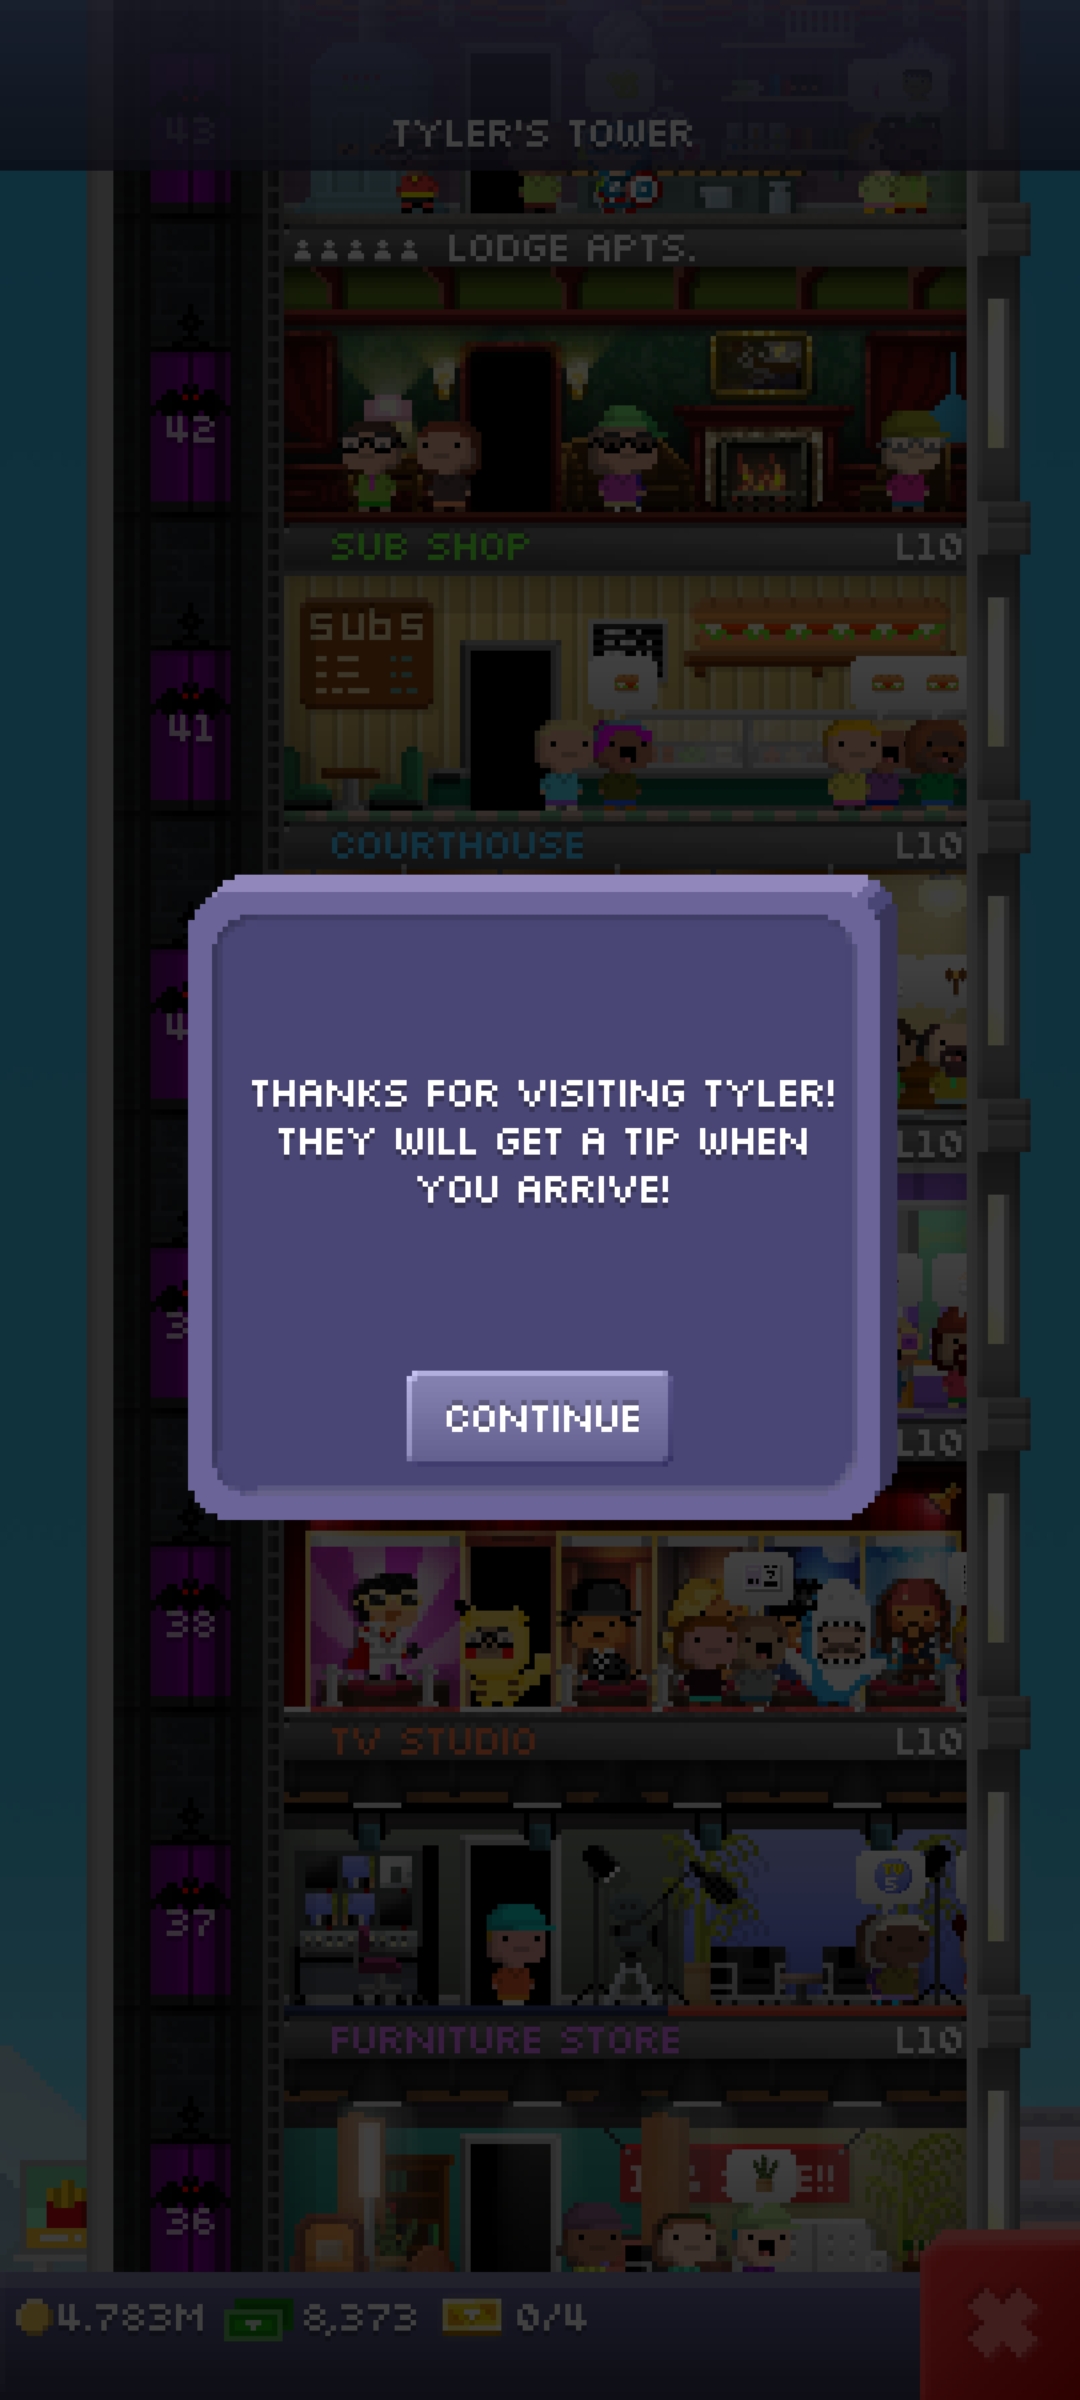 43
TYLER'S TOWER
LODGE APTS.
42
SUB SHOP L10
subs
41
COURTHOUSE L10
THANKS FOR VISITING TYLER!
THEY WILL GET A TIP WHEN
YOU ARRIVE!
L10
CONTINUE
L10
38
TV STUDIO L10
TV
5
37
FURNITURE STORE L10
36
4.783M 8,373 0/4